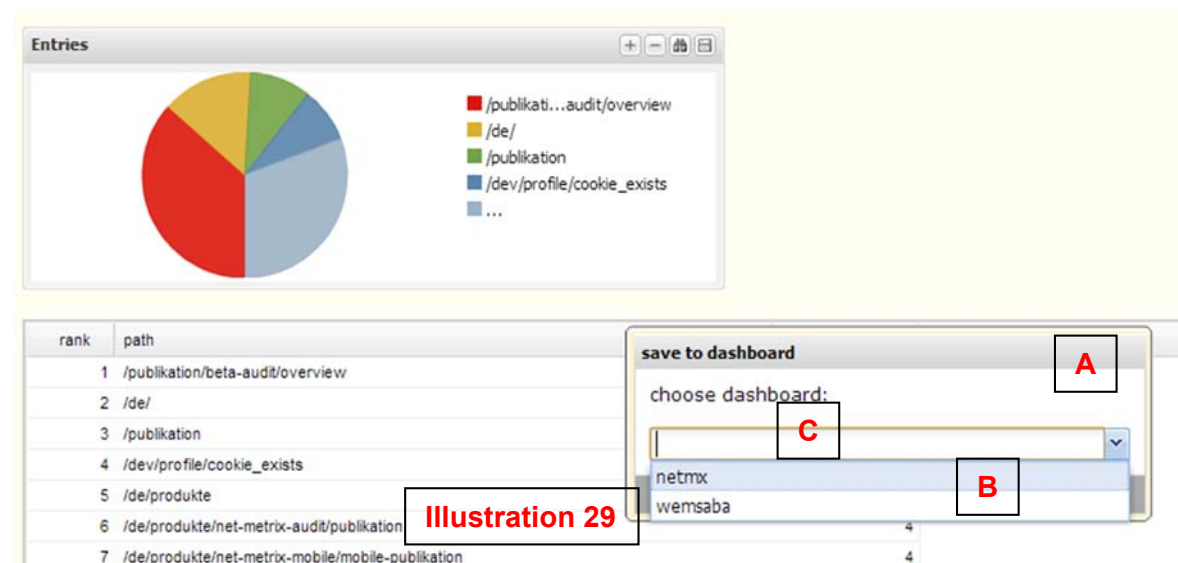 Entries
/publikati...audit/overview
/de/
/publikation
/dev/profile/cookie_exists
...
rank path
1 /publikation/beta-audit/overview
2 /de/
3 /publikation
4 /dev/profile/cookie_exists
5 /de/produkte
6 /de/produkte/net-metrix-audit/publikation 4
7 /de/produkte/net-metrix-mobile/mobile-publikation 4
save to dashboard
A
choose dashboard:
C
netmx
B
wemsaba
Illustration 29